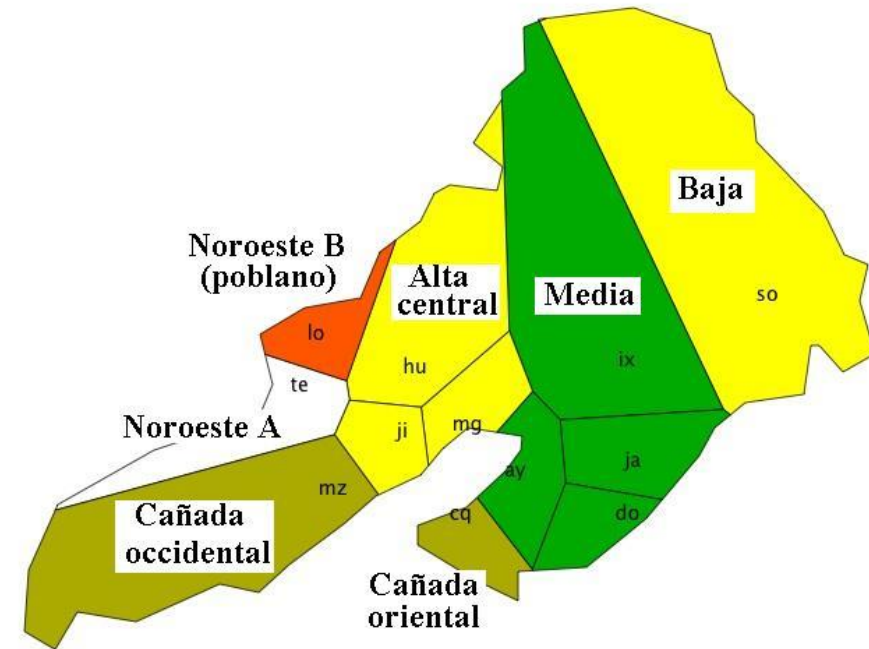 Baja
Noroeste B
(poblano)
Alta
central
Media
so
lo
ix
hu
te
Noroeste A
ji
mg
ja
ay
mz
cq
do
Cañada
occidental
Cañada
oriental